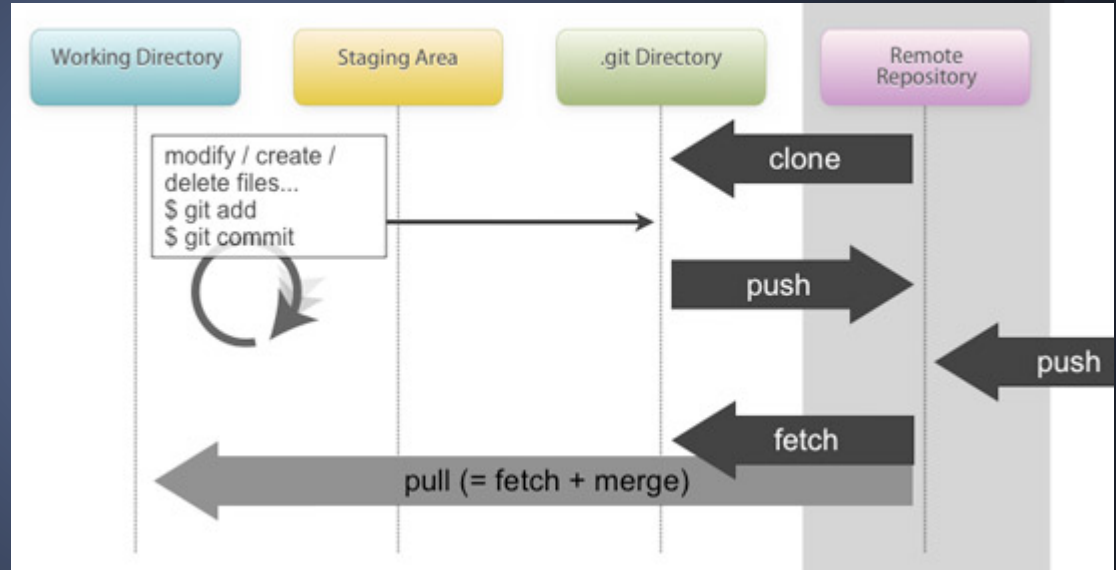 Working Directory
Staging Area
.git Directory
Remote
Repository
modify / create /
delete files...
$ git add
$ git commit
clone
push
push
fetch
pull (= fetch + merge)